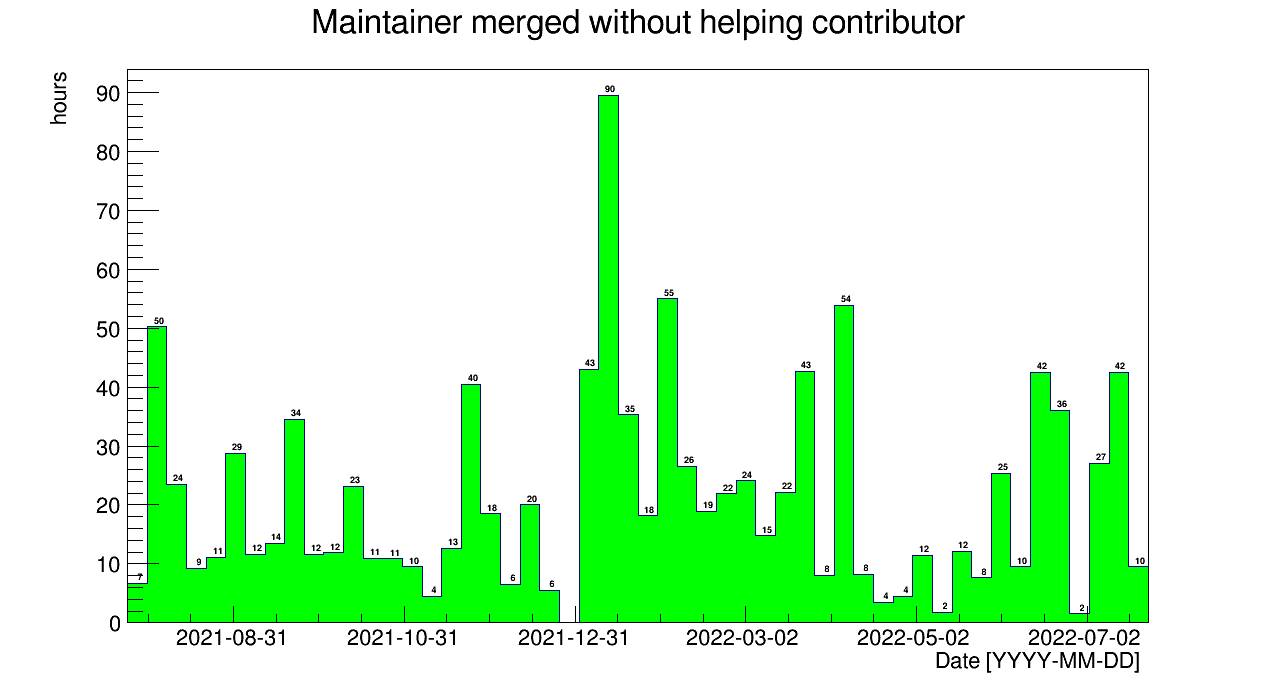 Maintainer merged without helping contributor
hours
90
80
70
60
50
40
30
20
10
0
7 50 24 9 11 29 12 14 34 12 12 23 11 11 10 4 13 40 18 6 20 6 43 90 35 18 55 26 19 22 24 15 22 43 8 54 8 4 4 12 2 12 8 25 10 42 36 2 27 42 10
2021-08-31 2021-10-31 2021-12-31 2022-03-02 2022-05-02 2022-07-02
Date [YYYY-MM-DD]